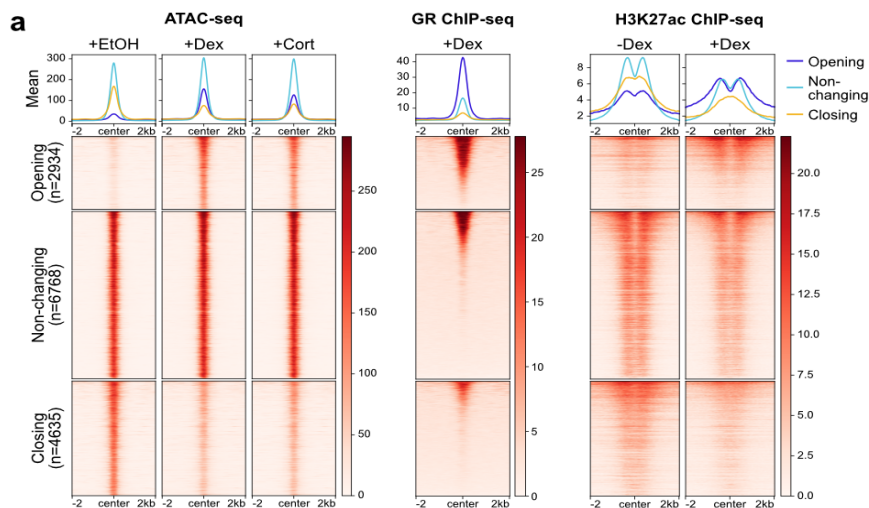 a
ATAC-seq
GR ChIP-seq
H3K27ac ChIP-seq
+EtOH
+Dex
+Cort
+Dex
-Dex
+Dex
Mean
300
200
100
0
40
30
20
10
8
6
4
2
Opening
Non-
changing
Closing
-2 center 2kb
-2 center 2kb
-2 center 2kb
-2 center 2kb
-2 center 2kb
-2 center 2kb
Opening
(n=2934)
Non-changing
(n=6768)
Closing
(n=4635)
250
200
150
100
50
0
25
20
15
10
5
0
20.0
17.5
15.0
12.5
10.0
7.5
5.0
2.5
0.0
-2 center 2kb
-2 center 2kb
-2 center 2kb
-2 center 2kb
-2 center 2kb
-2 center 2kb